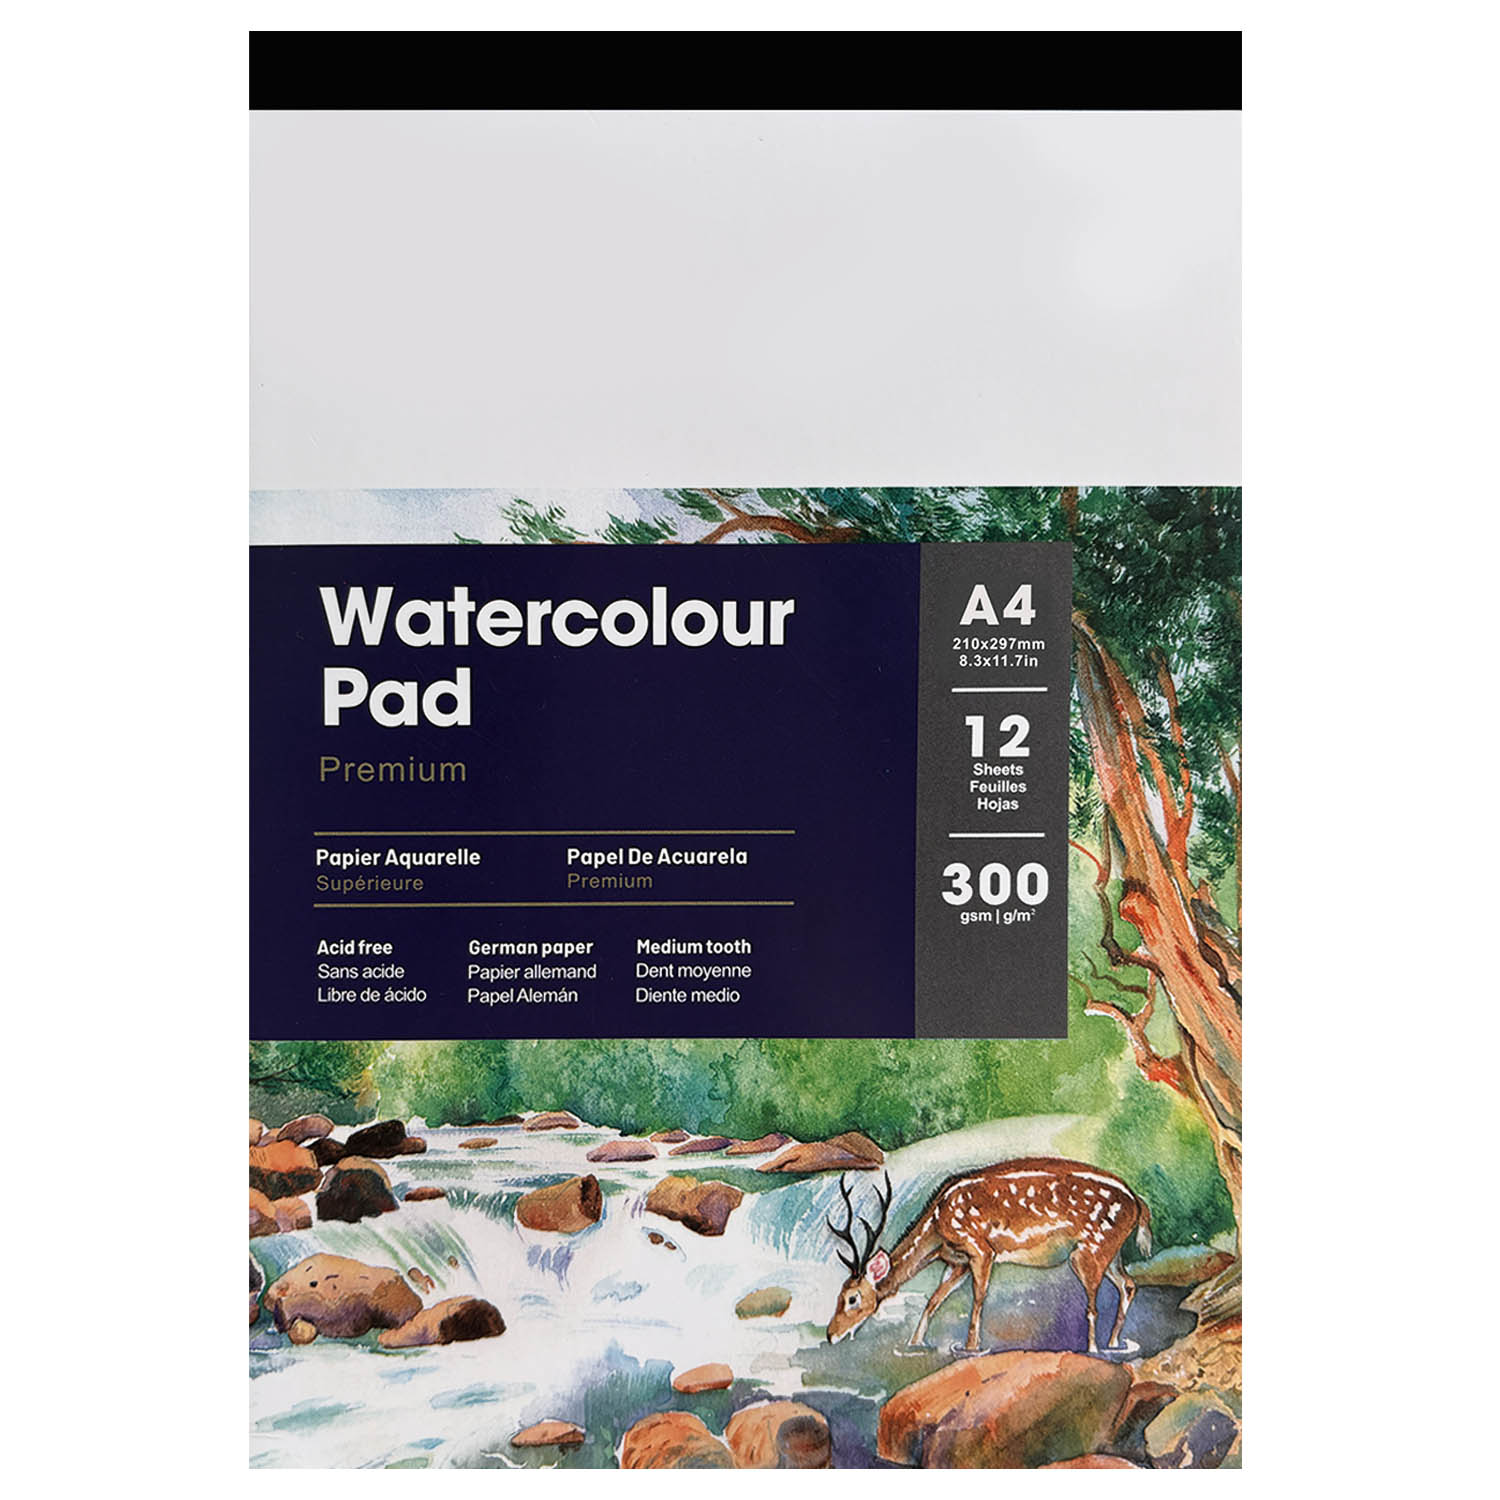 Watercolour
Pad
Premium
Papier Aquarelle
Supérieure
Papel De Acuarela
Premium
Acid free
Sans acide
Libre de ácido
German paper
Papier allemand
Papel Alemán
Medium tooth
Dent moyenne
Diente medio
A4
210x297mm
8.3x11.7in
12
Sheets
Feuilles
Hojas
300
gsm | g/m²